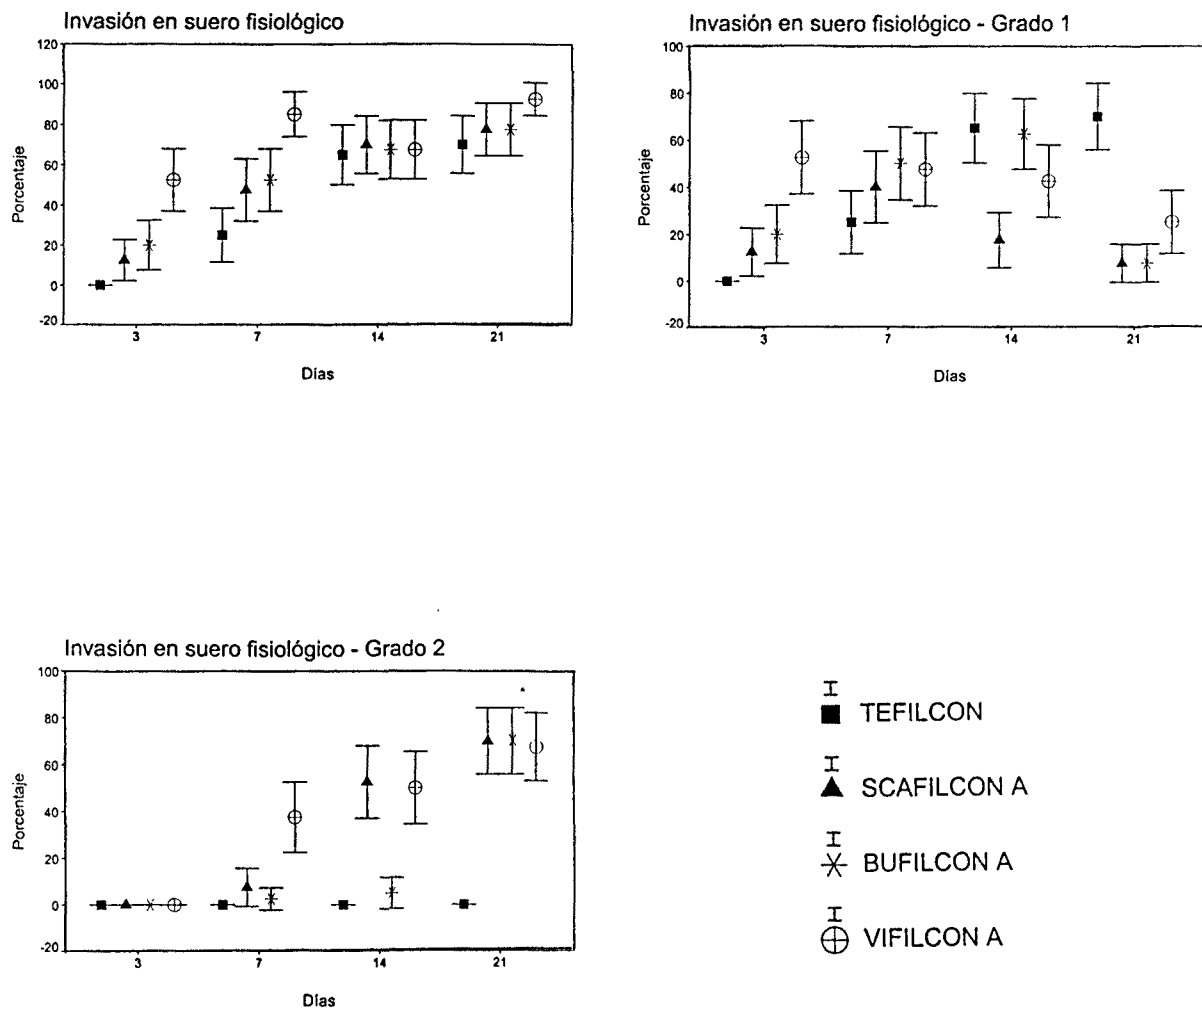 Invasión en suero fisiológico
120
100
80
60
40
20
0
-20
Porcentaje
3 7 14 21
Días
Invasión en suero fisiológico - Grado 1
100
80
60
40
20
0
-20
Porcentaje
3 7 14 21
Días
Invasión en suero fisiológico - Grado 2
100
80
60
40
20
0
-20
Porcentaje
3 7 14 21
Días
TEFILCON
SCAFILCON A
BUFILCON A
VIFILCON A